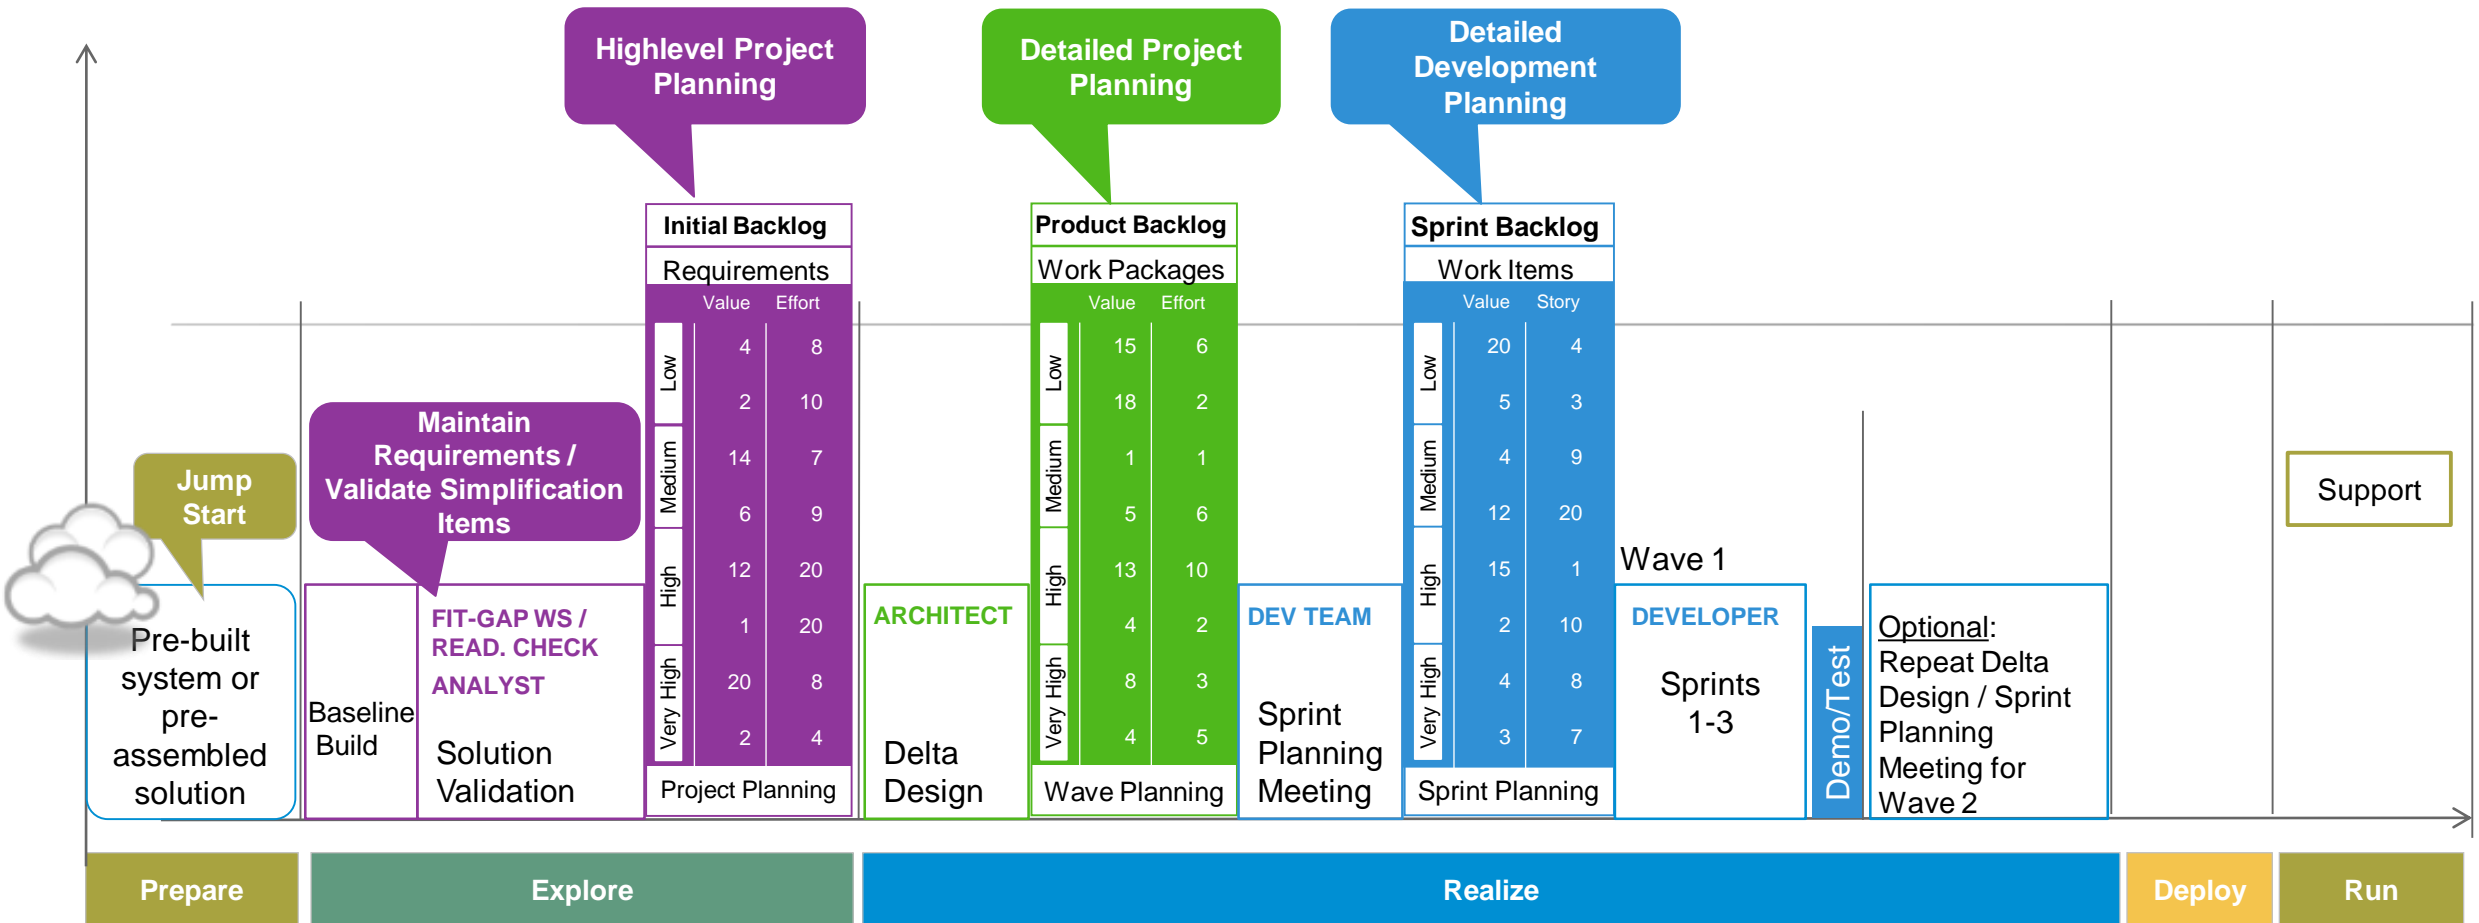 Highlevel Project
Planning
Detailed Project
Planning
Detailed
Development
Planning
Jump
Start
Maintain
Requirements /
Validate Simplification
Items
Pre-built
system or
pre-
assembled
solution
Baseline
Build
FIT-GAP WS /
READ. CHECK
ANALYST
Solution
Validation
Initial Backlog
Requirements
Value Effort
Low
4 8
2 10
Medium
14 7
6 9
High
12 20
1 20
Very High
20 8
2 4
Project Planning
ARCHITECT
Delta
Design
Product Backlog
Work Packages
Value Effort
Low
15 6
18 2
Medium
1 1
5 6
High
13 10
4 2
Very High
8 3
4 5
Wave Planning
DEV TEAM
Sprint
Planning
Meeting
Sprint Backlog
Work Items
Value Story
Low
20 4
5 3
Medium
4 9
12 20
High
15 1
2 10
Very High
4 8
3 7
Sprint Planning
Wave 1
DEVELOPER
Sprints
1-3
Demo/Test
Optional:
Repeat Delta
Design / Sprint
Planning
Meeting for
Wave 2
Support
Prepare
Explore
Realize
Deploy
Run